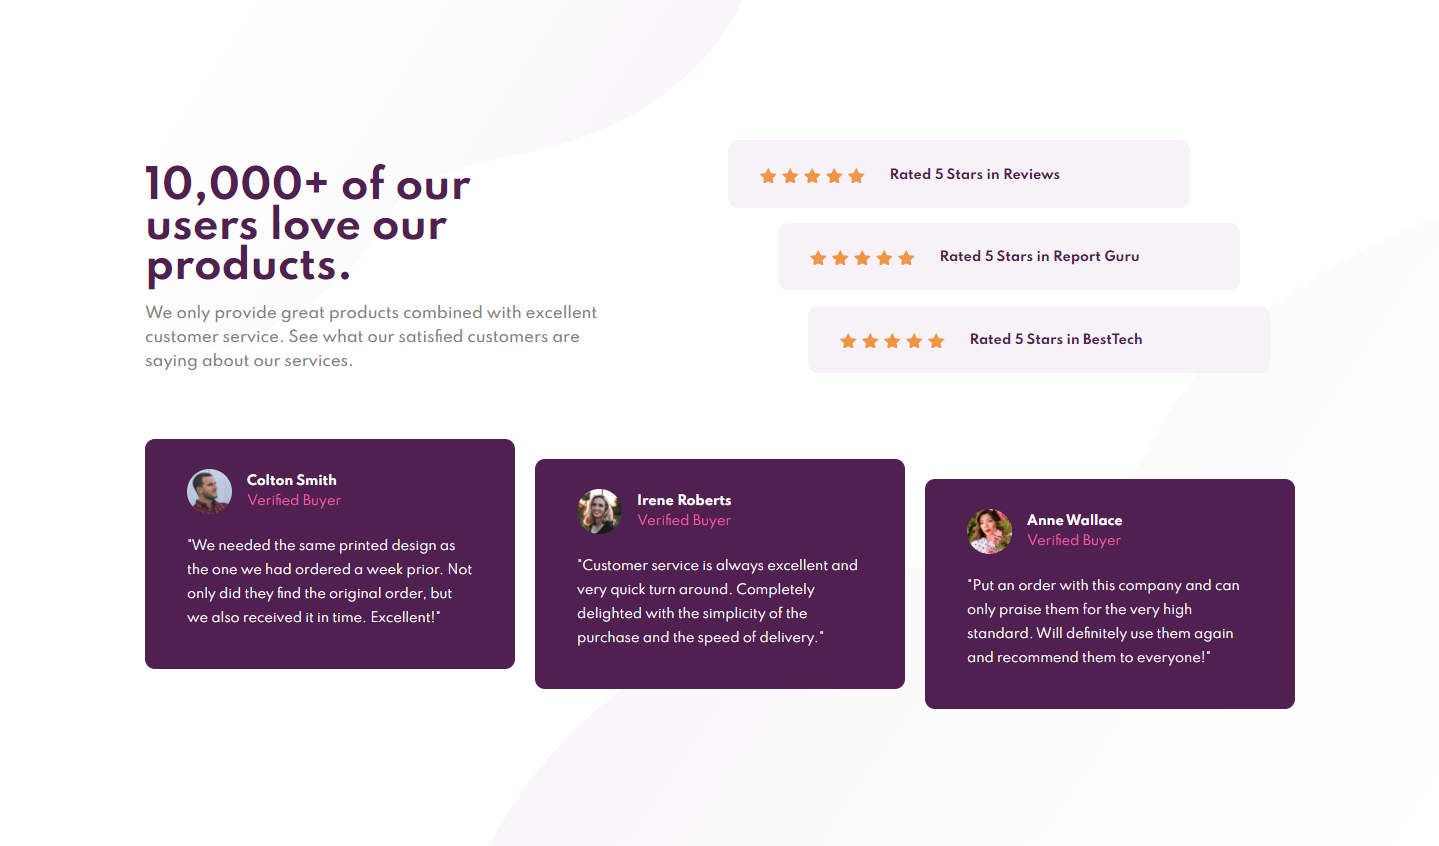 10,000+ of our
users love our
products.
We only provide great products combined with excellent
customer service. See what our satisfied customers are
saying about our services.
Rated 5 Stars in Reviews
Rated 5 Stars in Report Guru
Rated 5 Stars in BestTech
Colton Smith
Verified Buyer
"We needed the same printed design as
the one we had ordered a week prior. Not
only did they find the original order, but
we also received it in time. Excellent!"
Irene Roberts
Verified Buyer
"Customer service is always excellent and
very quick turn around. Completely
delighted with the simplicity of the
purchase and the speed of delivery."
Anne Wallace
Verified Buyer
"Put an order with this company and can
only praise them for the very high
standard. Will definitely use them again
and recommend them to everyone!"